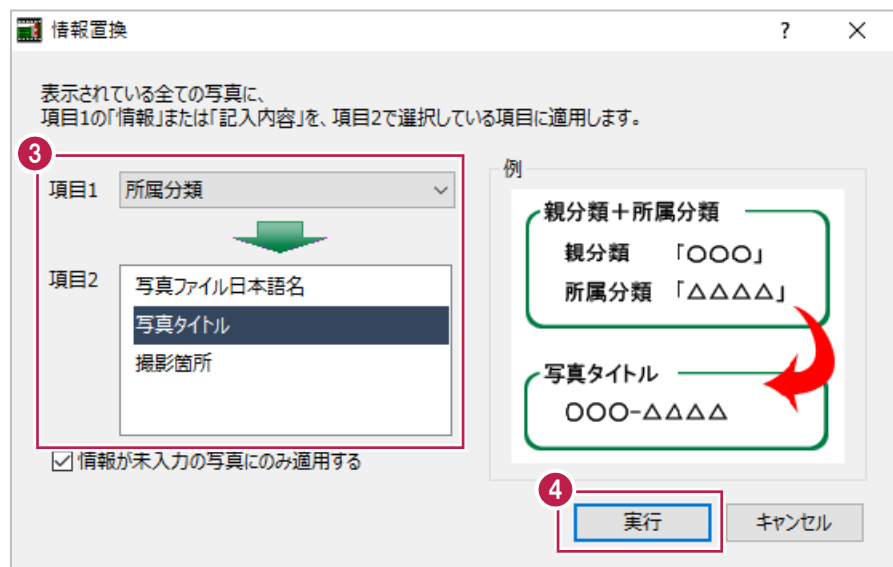 情報置換
?
表示されている全ての写真に、
項目1の「情報」または「記入内容」を、項目2で選択している項目に適用します。
3
項目1
所属分類
項目2
写真ファイル日本語名
写真タイトル
撮影箇所
情報が未入力の写真にのみ適用する
例
親分類＋所属分類
親分類 「○○○」
所属分類 「△△△△」
写真タイトル
○○○-△△△△
4
実行
キャンセル